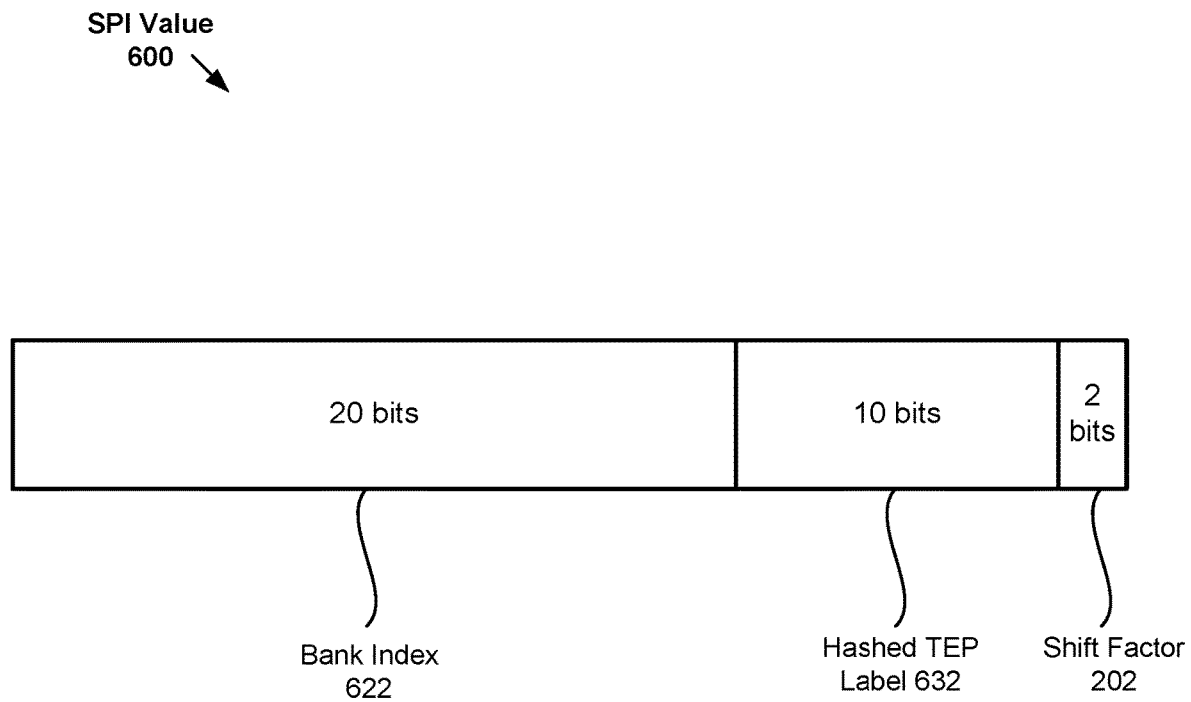 SPI Value
600
20 bits
10 bits
2
bits
Bank Index
622
Hashed TEP
Label 632
Shift Factor
202